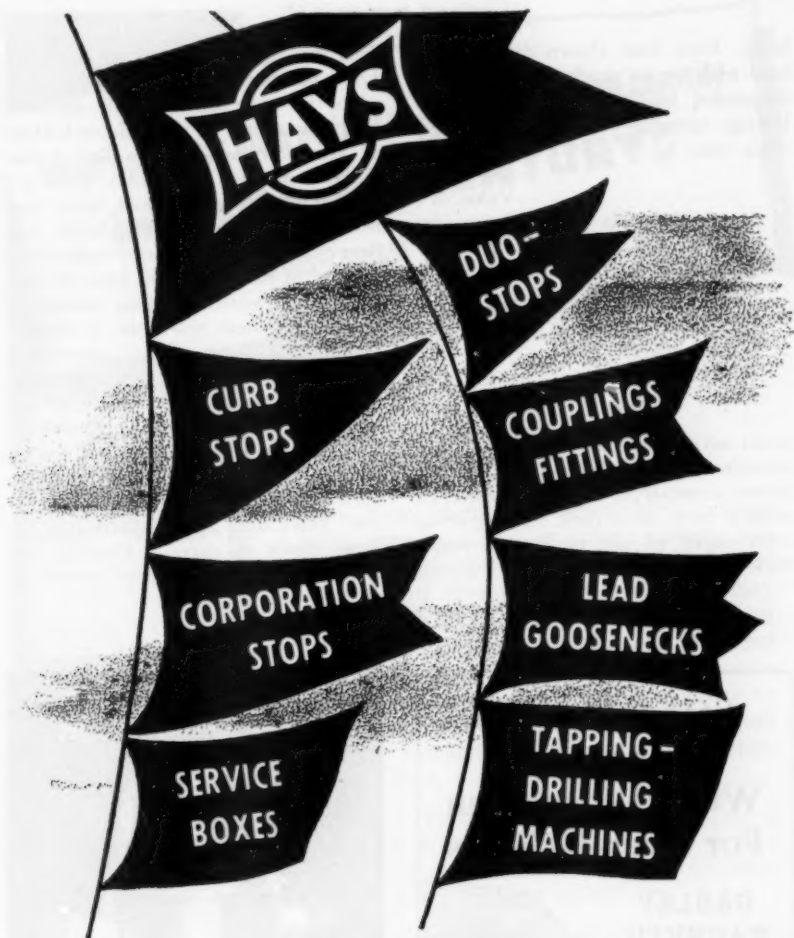 HAYS
CURB
STOPS
CORPORATION
STOPS
SERVICE
BOXES
DUO-
STOPS
COUPLINGS
FITTINGS
LEAD
GOOSENECKS
TAPPING-
DRILLING
MACHINES